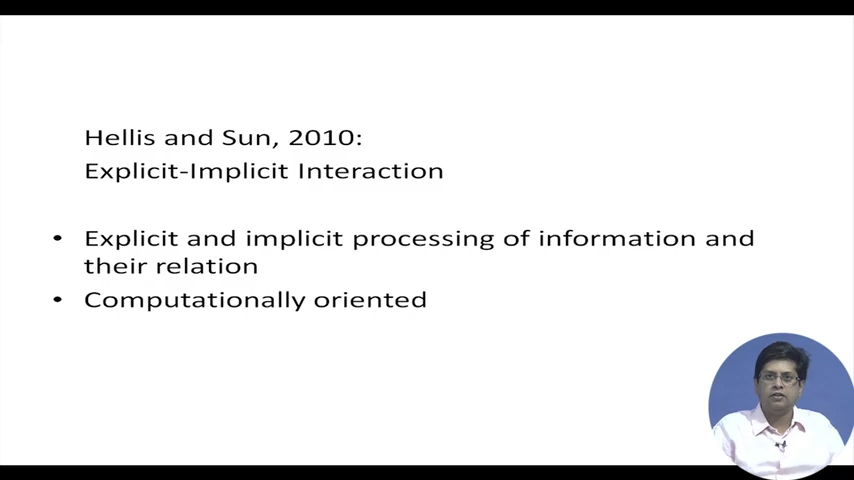 Hellis and Sun, 2010:
Explicit-Implicit Interaction
• Explicit and implicit processing of information and
their relation
• Computationally oriented